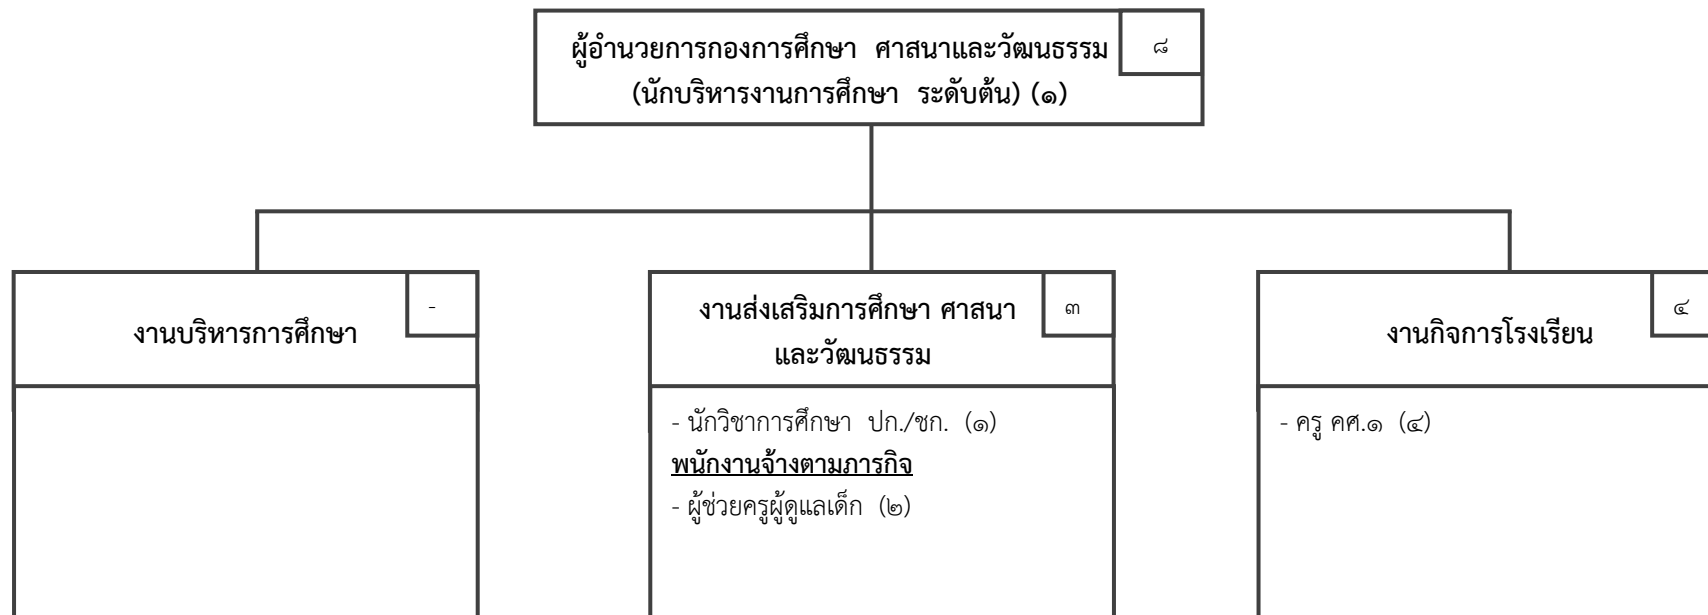 ผู้อำนวยการกองการศึกษา ศาสนาและวัฒนธรรม
(นักบริหารงานการศึกษา ระดับต้น) (๑)
๘
งานบริหารการศึกษา
-
งานส่งเสริมการศึกษา ศาสนา
และวัฒนธรรม
๓
- นักวิชาการศึกษา ปก./ชก. (๑)
พนักงานจ้างตามภารกิจ
- ผู้ช่วยครูผู้ดูแลเด็ก (๒)
งานกิจการโรงเรียน
๔
- ครู คศ.๑ (๔)